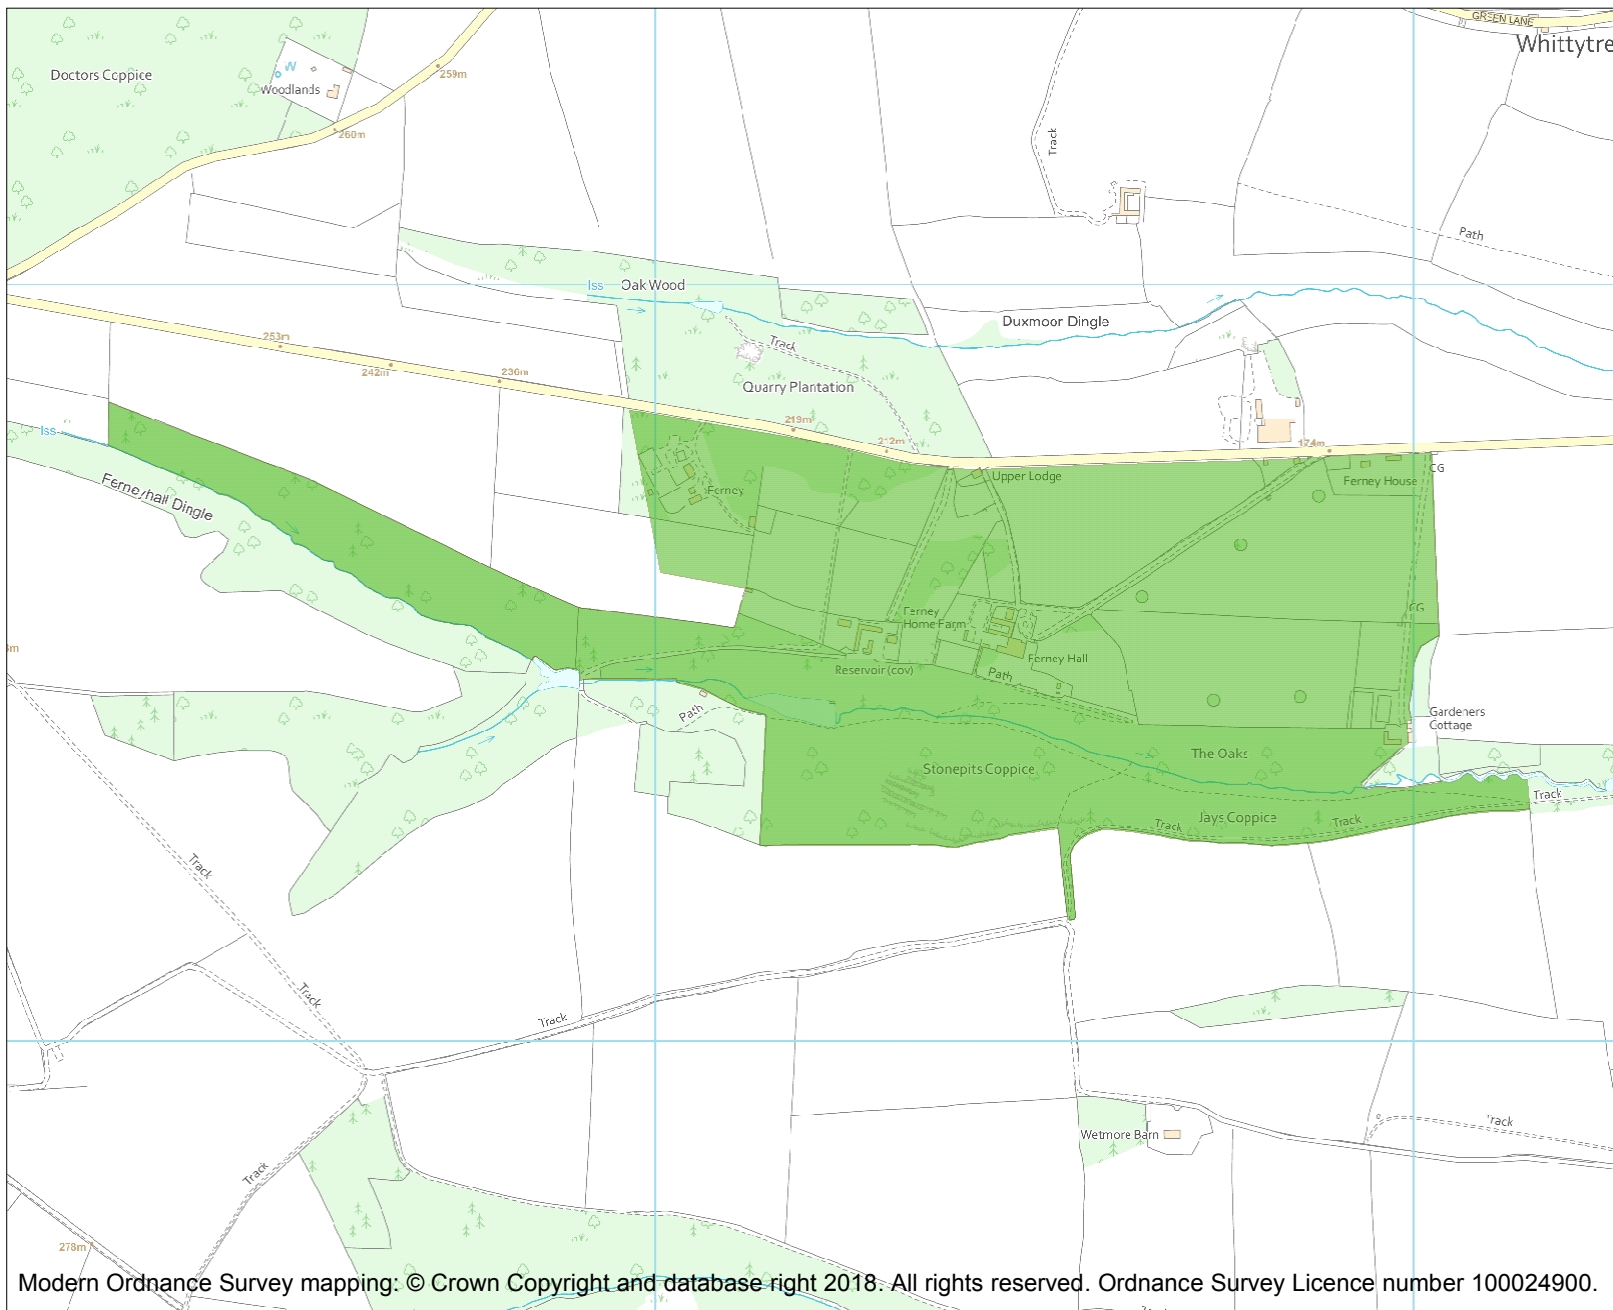 GREEN LANE
Whittytre
Doctors Coppice
W
Woodlands
259m
260m
Track
Path
Iss
Oak Wood
Duxmoor Dingle
253m
242m
236m
Track
Quarry Plantation
219m
212m
174m
CG
Iss
Ferneyhall Dingle
Ferney
Upper Lodge
Ferney House
Ferney
Home Farm
CG
Reservoir (cov)
Ferney Hall
Path
Path
Gardeners
Cottage
The Oaks
Stonepits Coppice
Jays Coppice
Track
Track
Track
Track
Track
Track
Wetmore Barn
Track
278m
Modern Ordnance Survey mapping: © Crown Copyright and database right 2018. All rights reserved. Ordnance Survey Licence number 100024900.